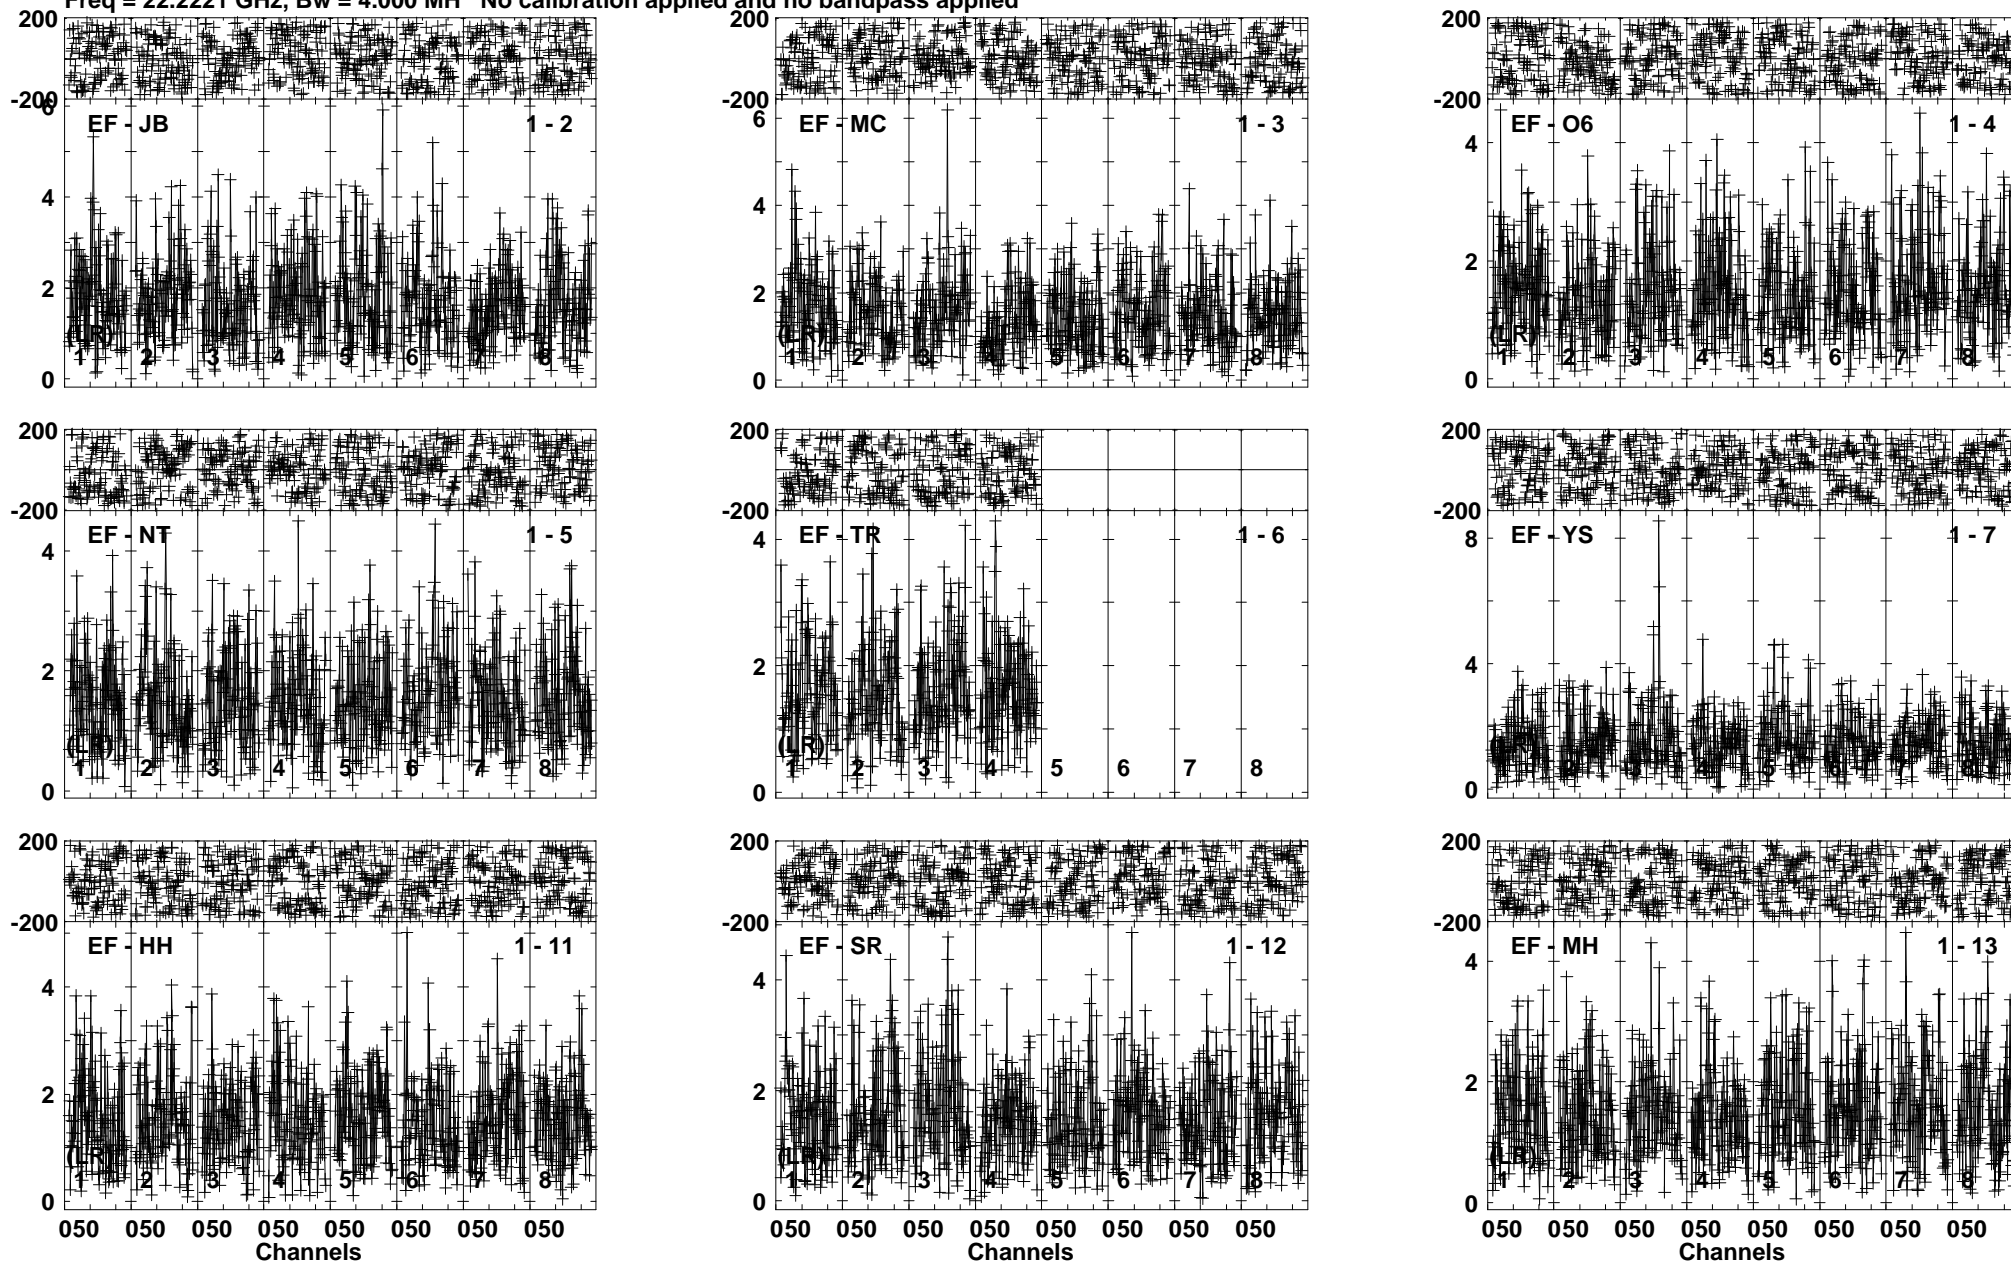 Freq = 22.2221 GHz, Bw = 4.000 MH No calibration applied and no bandpass applied
200 200 200
-200 -200 -200
6
EF - JB 1 - 2 6 EF - MC 1 - 3 EF - O6 1 - 4
4
4 4
2 2 2
(LR) (LR) (LR)
1 2 3 4 5 6 7 8 1 2 3 4 5 6 7 8 1 2 3 4 5 6 7 8
0 0 0
200 200 200
-200 -200 -200
EF - NT 1 - 5 EF - TR 1 - 6 EF - YS 1 - 7
4 4 8
2 2 4
(LR) (LR) (LR)
1 2 3 4 5 6 7 8 1 2 3 4 5 6 7 8 1 2 3 4 5 6 7 8
0 0 0
200 200 200
-200 -200 -200
EF - HH 1 - 11 EF - SR 1 - 12 EF - MH 1 - 13
4 4 4
2 2 2
(LR) (LR) (LR)
1 2 3 4 5 6 7 8 1 2 3 4 5 6 7 8 1 2 3 4 5 6 7 8
0 0 0
050 050 050 050 050 050 050 050 050 050 050 050 050 050 050 050 050 050 050 050 050 050 050 050
Channels Channels Channels